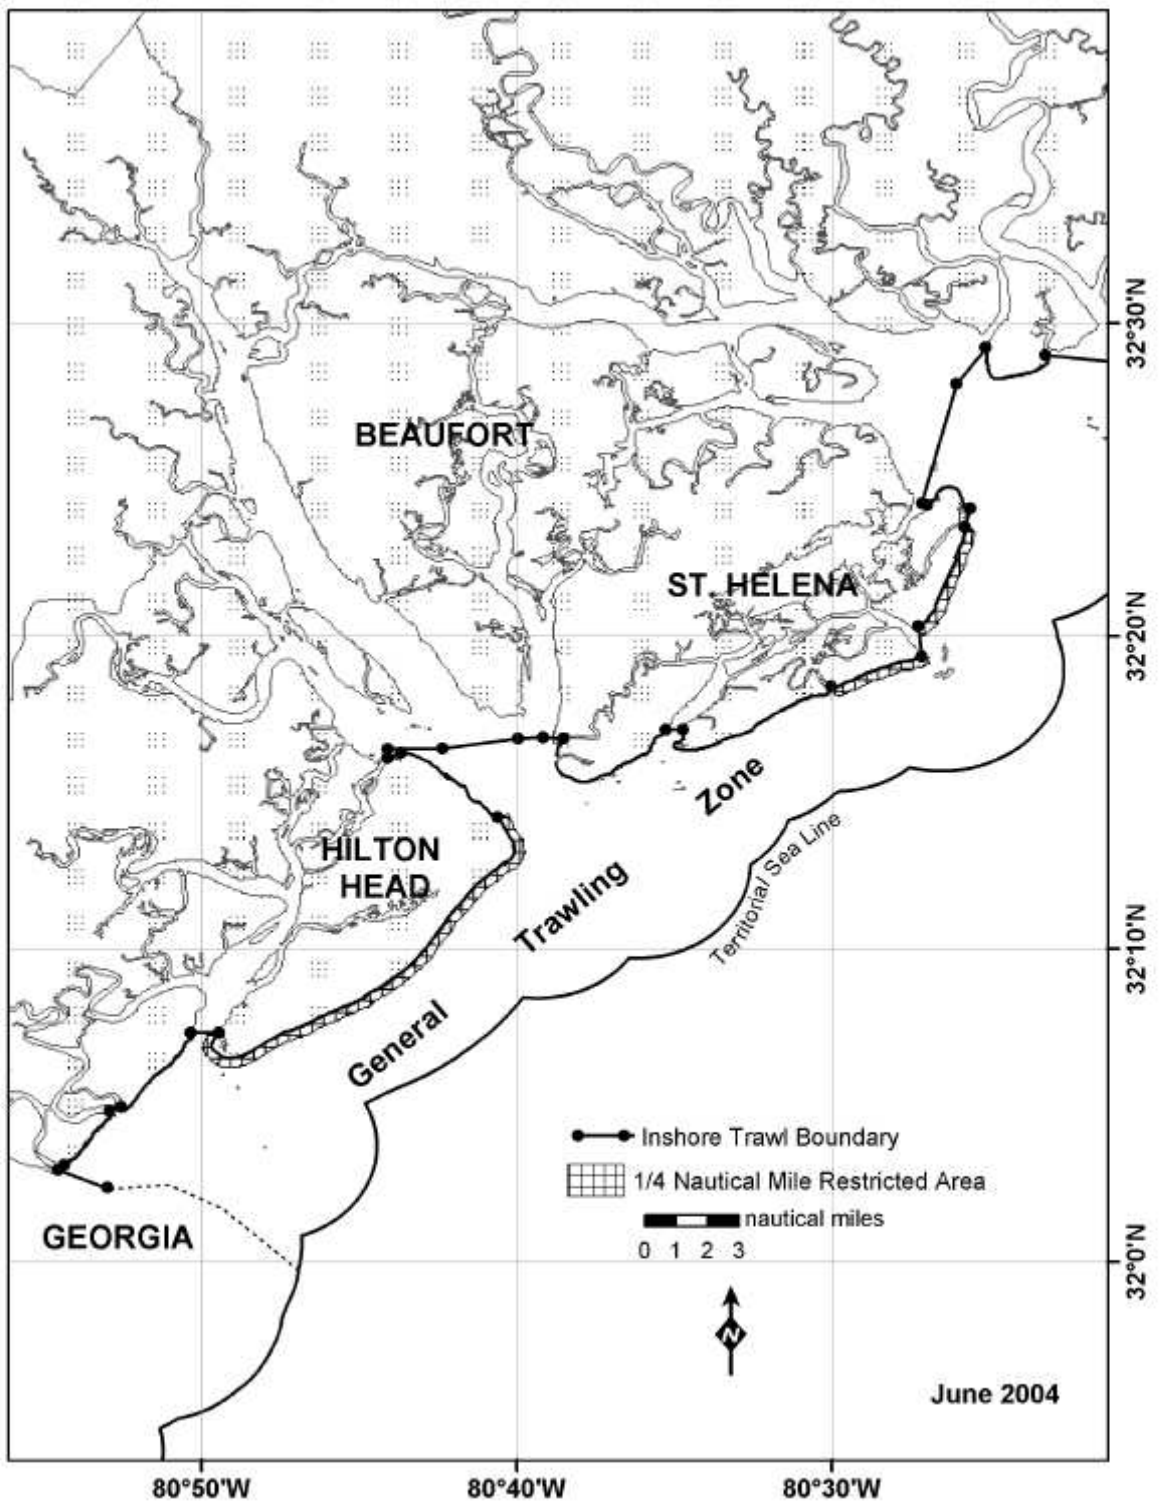 32°30'N
BEAUFORT
ST. HELENA
32°20'N
Zone
HILTON
HEAD
Trawling
Territorial Sea Line
32°10'N
General
Inshore Trawl Boundary
1/4 Nautical Mile Restricted Area
nautical miles
0 1 2 3
GEORGIA
32°0'N
N
June 2004
80°50'W 80°40'W 80°30'W